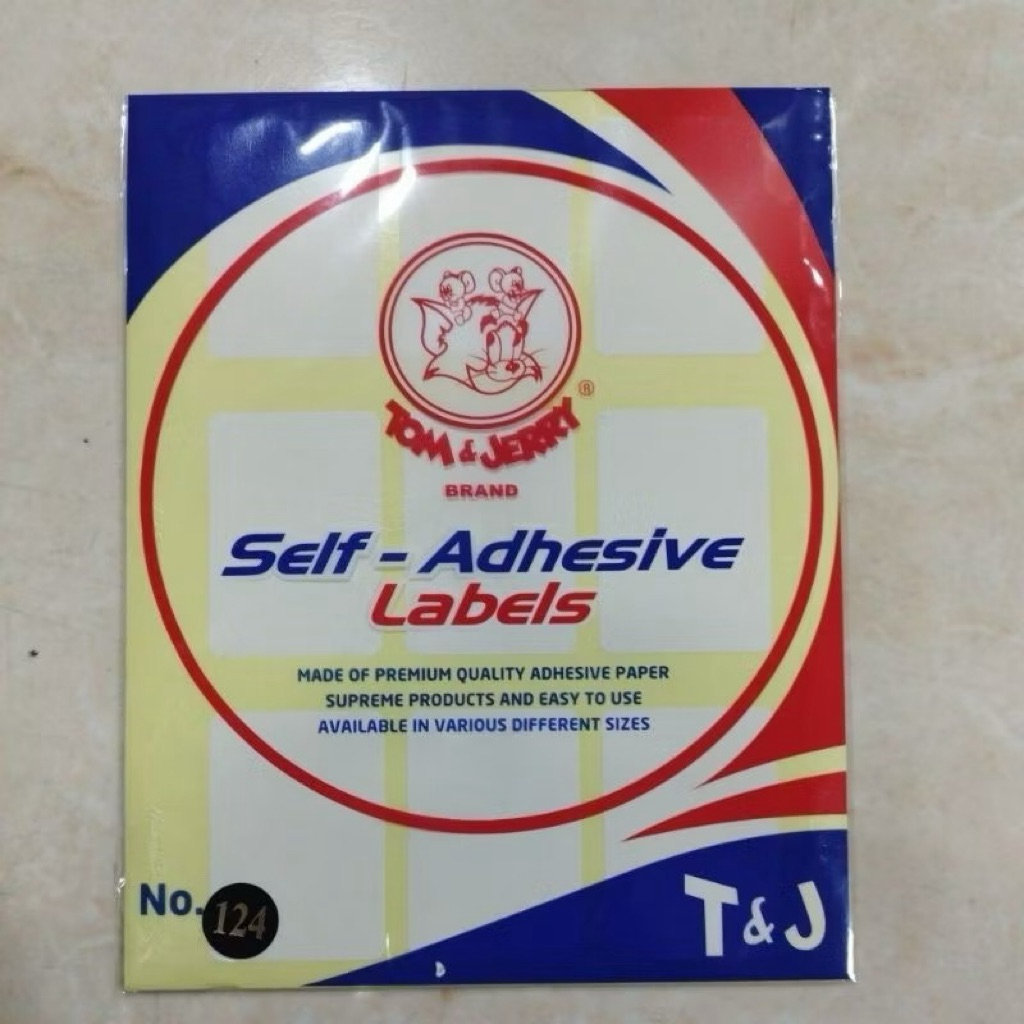 TOM & JERRY ®
BRAND
Self - Adhesive
Labels
MADE OF PREMIUM QUALITY ADHESIVE PAPER
SUPREME PRODUCTS AND EASY TO USE
AVAILABLE IN VARIOUS DIFFERENT SIZES
No. 124
T & J